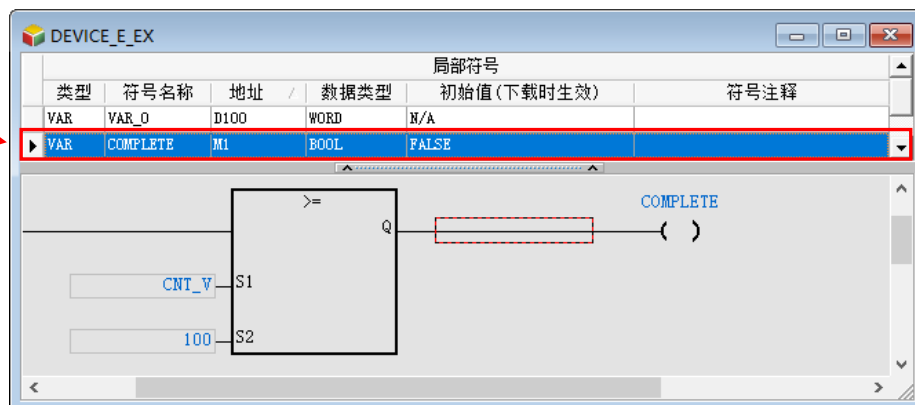 DEVICE_E_EX
局部符号
类型 符号名称 地址 数据类型 初始值(下载时生效) 符号注释
VAR VAR_0 D100 WORD N/A
VAR COMPLETE M1 BOOL FALSE
>= COMPLETE
Q ( )
CNT_V S1
100 S2